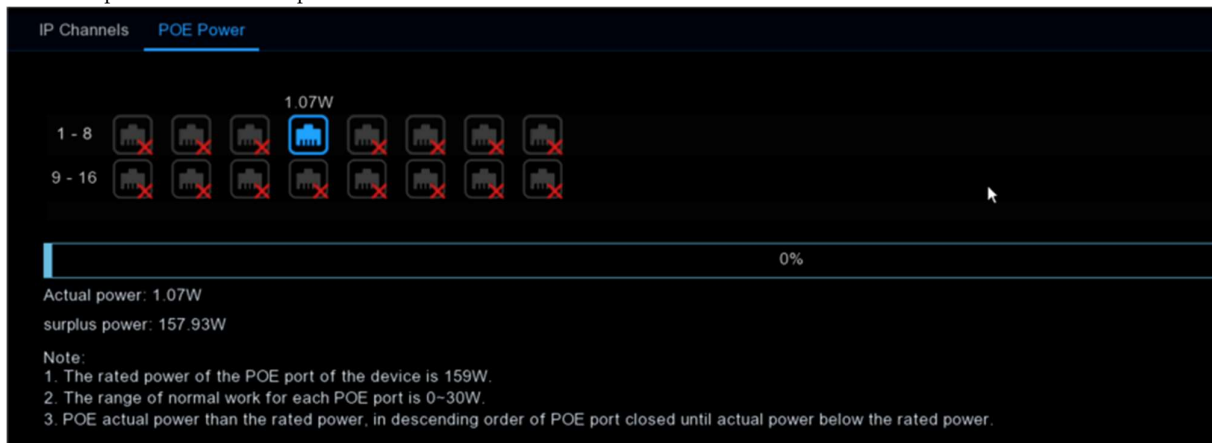 IP Channels POE Power
1.07W
1 - 8
9 - 16
0%
Actual power: 1.07W
surplus power: 157.93W
Note:
1. The rated power of the POE port of the device is 159W.
2. The range of normal work for each POE port is 0~30W.
3. POE actual power than the rated power, in descending order of POE port closed until actual power below the rated power.